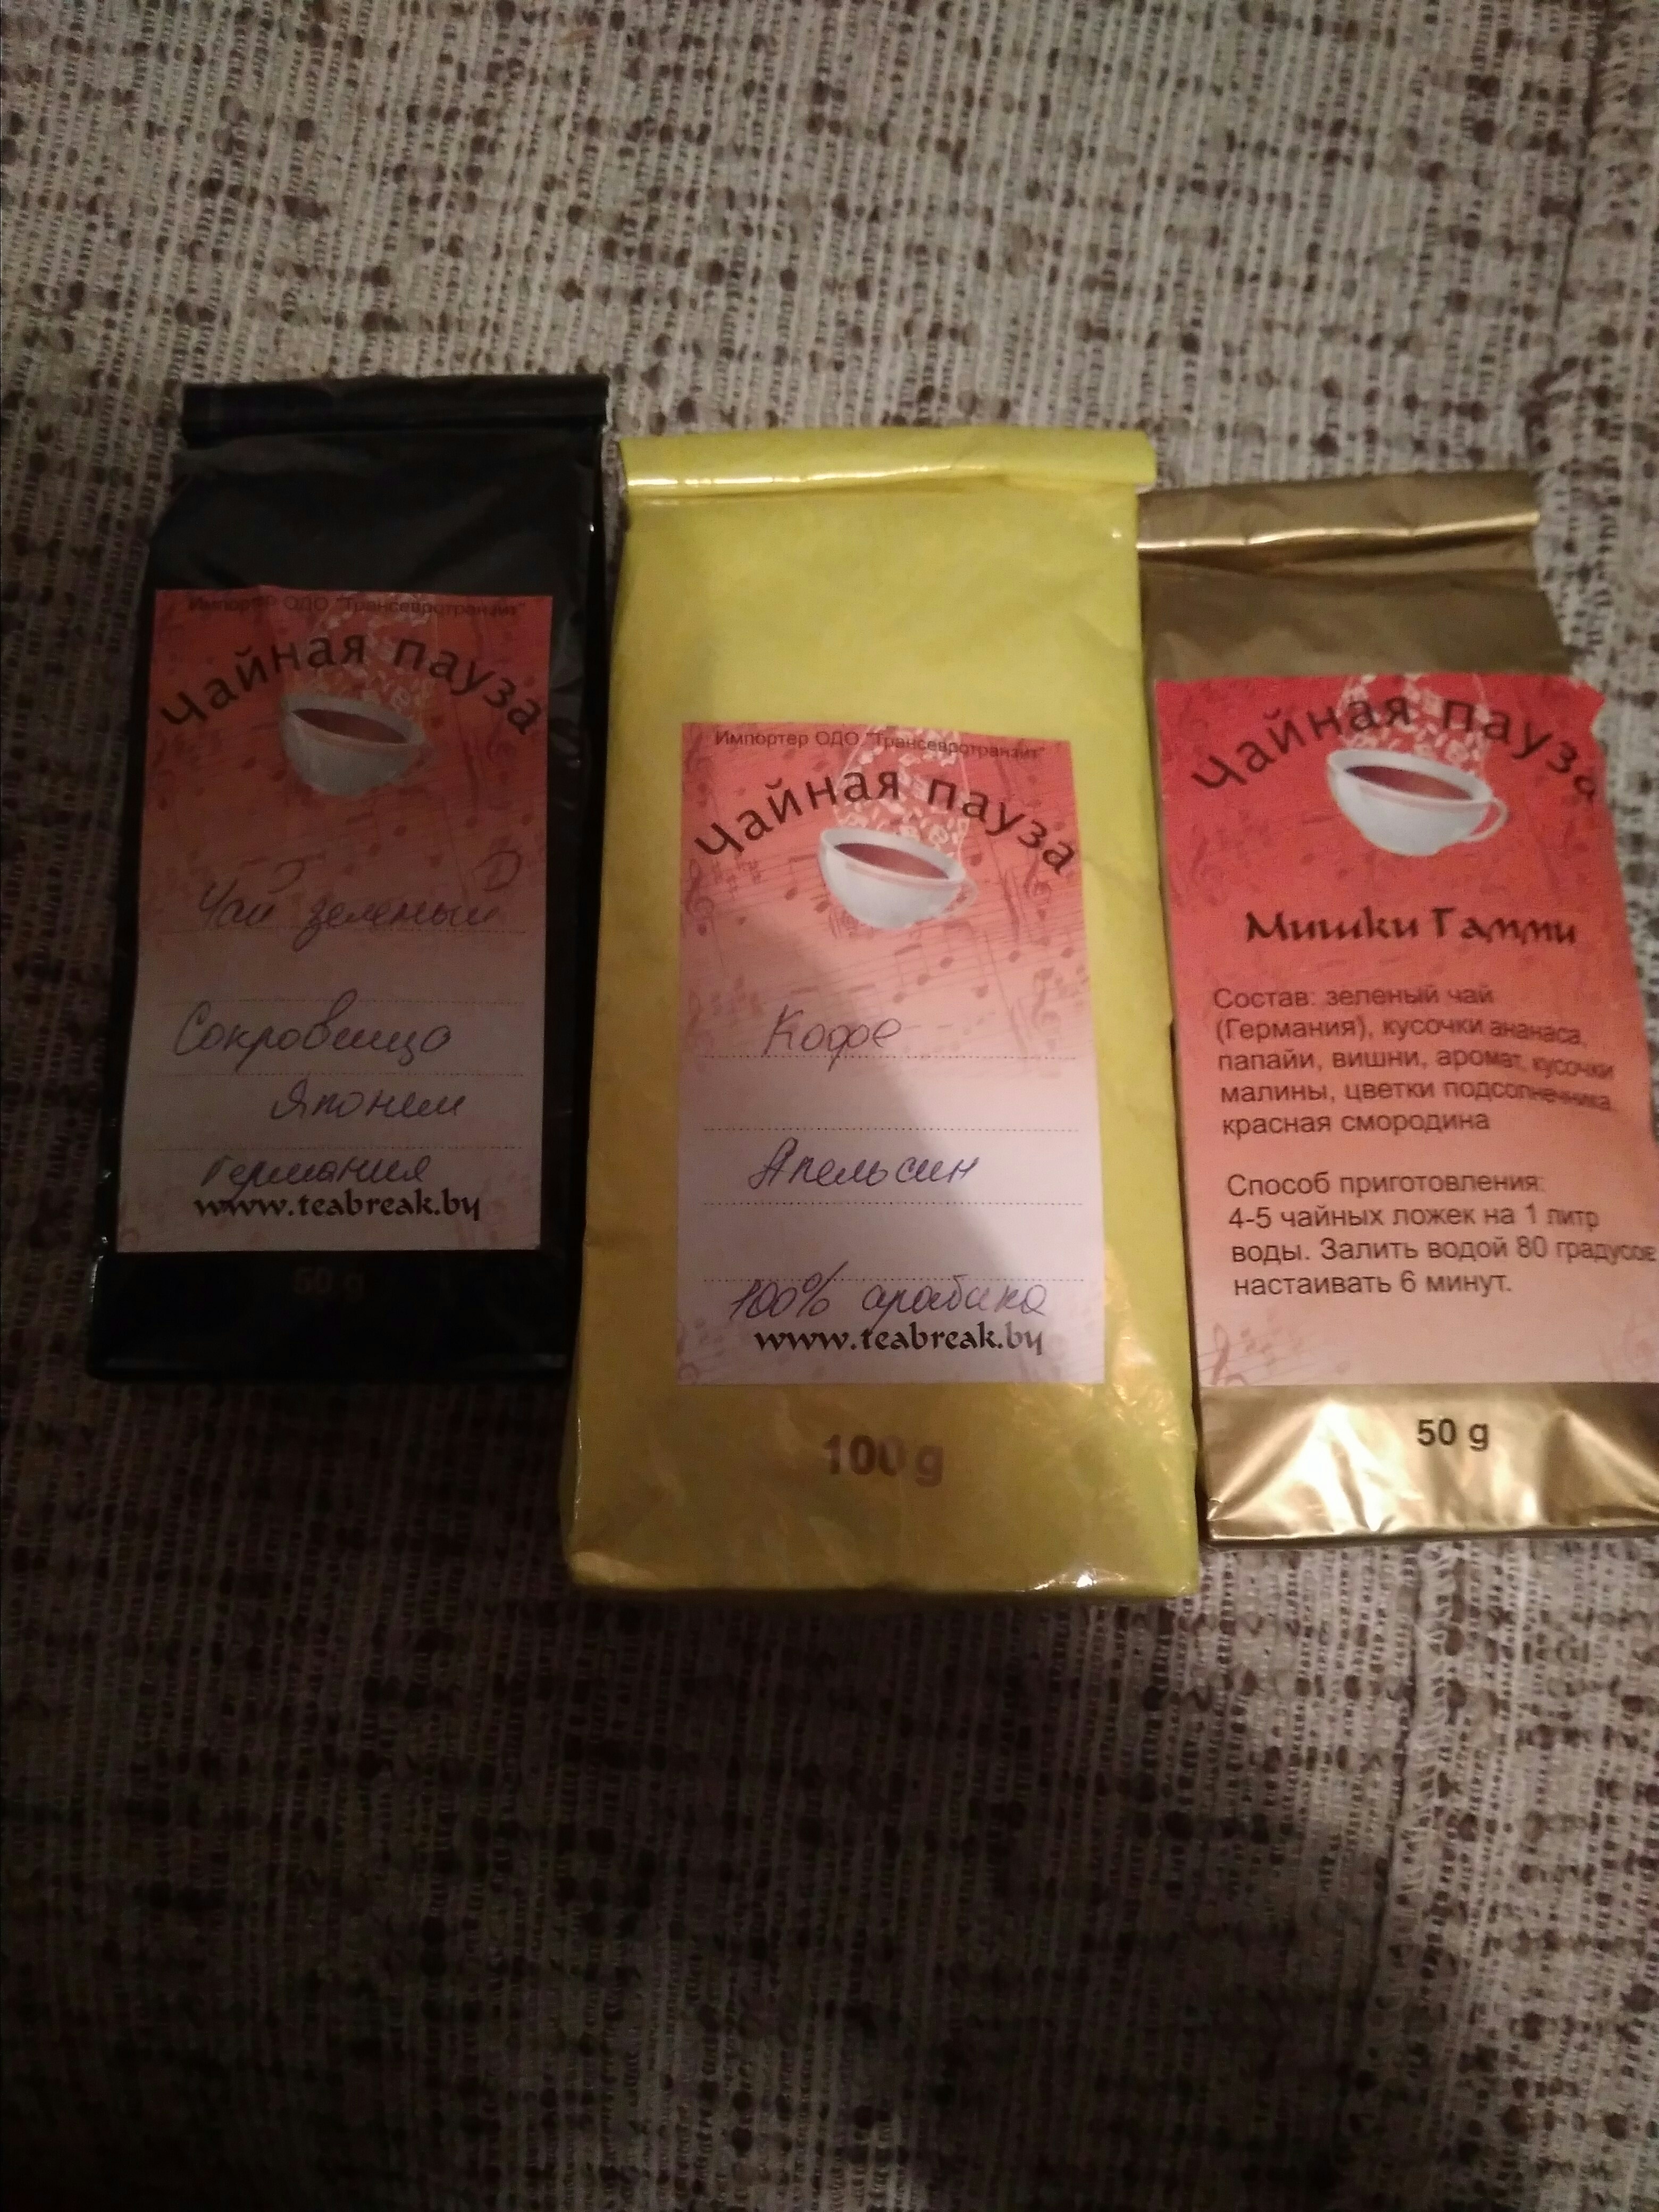 Импортер ОДО "Трансевротранзит"
Чайная пауза
Чай зеленый
Сокровища
Японии
Германия
www.teabreak.by
50 g
Импортер ОДО "Трансевротранзит"
Чайная пауза
Кофе
Апельсин
100% арабика
www.teabreak.by
100 g
Чайная пауза
Мишки Гамми
Состав: зеленый чай
(Германия), кусочки ананаса,
папайи, вишни, аромат, кусочки
малины, цветки подсолнечника,
красная смородина
Способ приготовления:
4-5 чайных ложек на 1 литр
воды. Залить водой 80 градусов
настаивать 6 минут.
50 g